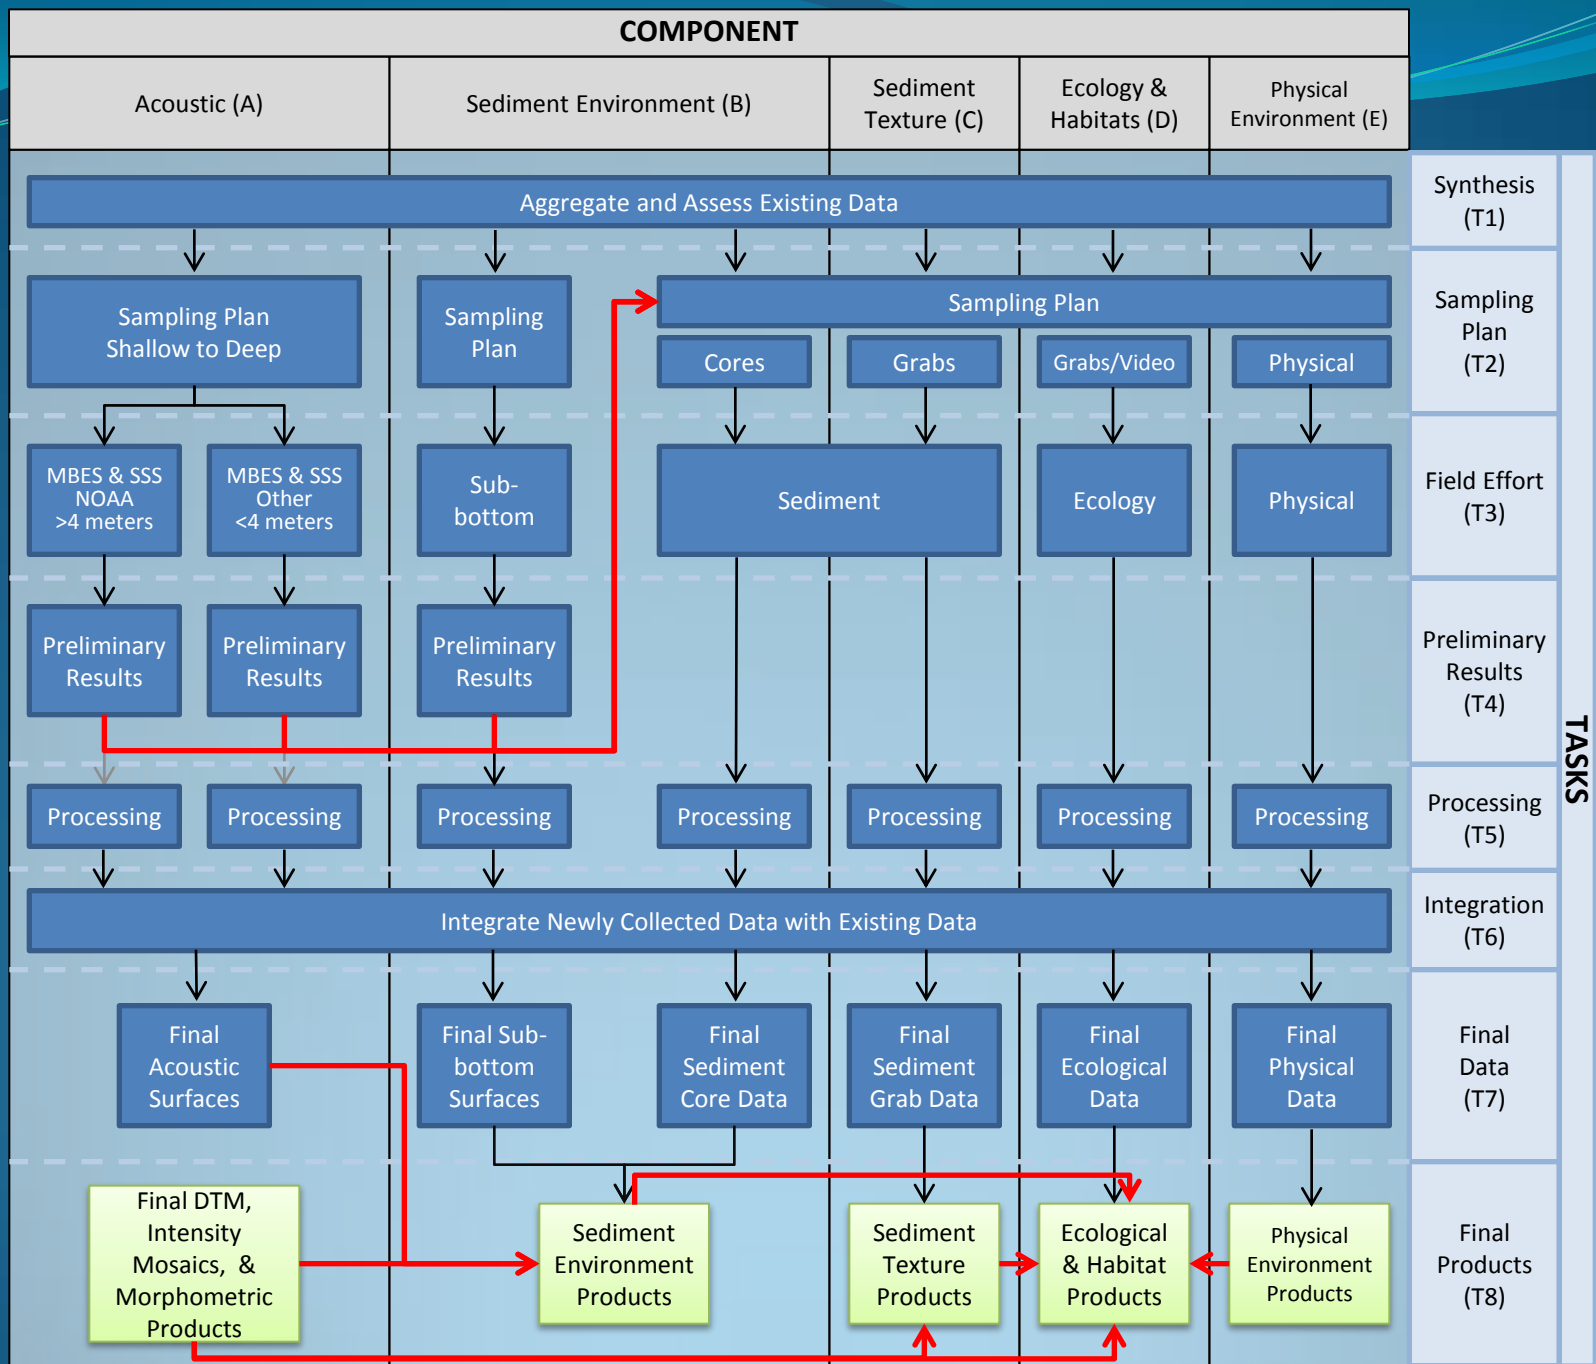 COMPONENT
Acoustic (A)
Sediment Environment (B)
Sediment
Texture (C)
Ecology &
Habitats (D)
Physical
Environment (E)
Aggregate and Assess Existing Data
Synthesis
(T1)
Sampling Plan
Shallow to Deep
Sampling
Plan
Sampling Plan
Cores
Grabs
Grabs/Video
Physical
Sampling
Plan
(T2)
MBES & SSS
NOAA
>4 meters
MBES & SSS
Other
<4 meters
Sub-
bottom
Sediment
Ecology
Physical
Field Effort
(T3)
Preliminary
Results
Preliminary
Results
Preliminary
Results
Preliminary
Results
(T4)
TASKS
Processing
Processing
Processing
Processing
Processing
Processing
Processing
Processing
(T5)
Integrate Newly Collected Data with Existing Data
Integration
(T6)
Final
Acoustic
Surfaces
Final Sub-
bottom
Surfaces
Final
Sediment
Core Data
Final
Sediment
Grab Data
Final
Ecological
Data
Final
Physical
Data
Final
Data
(T7)
Final DTM,
Intensity
Mosaics, &
Morphometric
Products
Sediment
Environment
Products
Sediment
Texture
Products
Ecological
& Habitat
Products
Physical
Environment
Products
Final
Products
(T8)